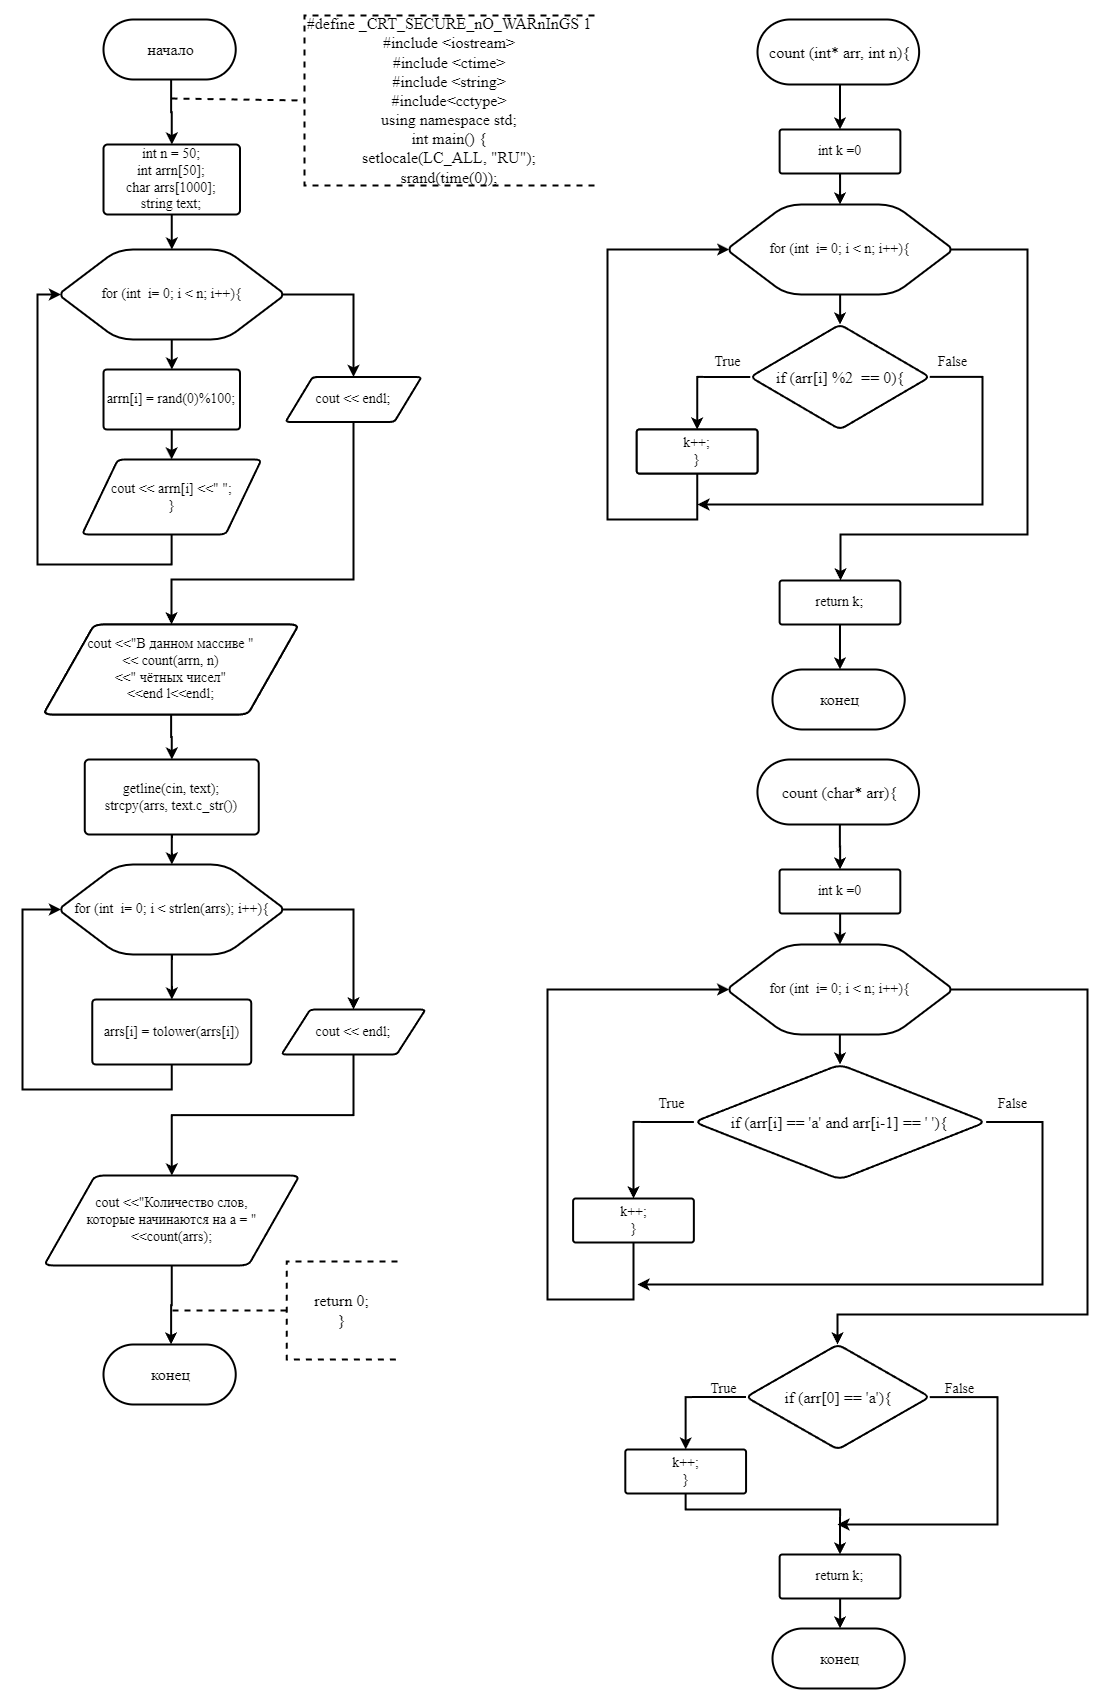 начало
#define _CRT_SECURE_nO_WARnInGS 1
#include <iostream>
#include <ctime>
#include <string>
#include<cctype>
using namespace std;
int main() {
setlocale(LC_ALL, "RU");
srand(time(0));
int n = 50;
int arrn[50];
char arrs[1000];
string text;
for (int  i= 0; i < n; i++){
arrn[i] = rand(0)%100;
cout << endl;
cout << arrn[i] <<" ";
}
cout <<"В данном массиве "
<< count(arrn, n)
<<" чётных чисел"
<<end l<<endl;
getline(cin, text);
strcpy(arrs, text.c_str())
for (int  i= 0; i < strlen(arrs); i++){
arrs[i] = tolower(arrs[i])
cout << endl;
cout <<"Количество слов,
которые начинаются на а = "
<<count(arrs);
return 0;
}
конец
count (int* arr, int n){
int k =0
for (int  i= 0; i < n; i++){
True
False
if (arr[i] %2  == 0){
k++;
}
return k;
конец
count (char* arr){
int k =0
for (int  i= 0; i < n; i++){
True
False
if (arr[i] == 'a' and arr[i-1] == ' '){
k++;
}
True
False
if (arr[0] == 'a'){
k++;
}
return k;
конец